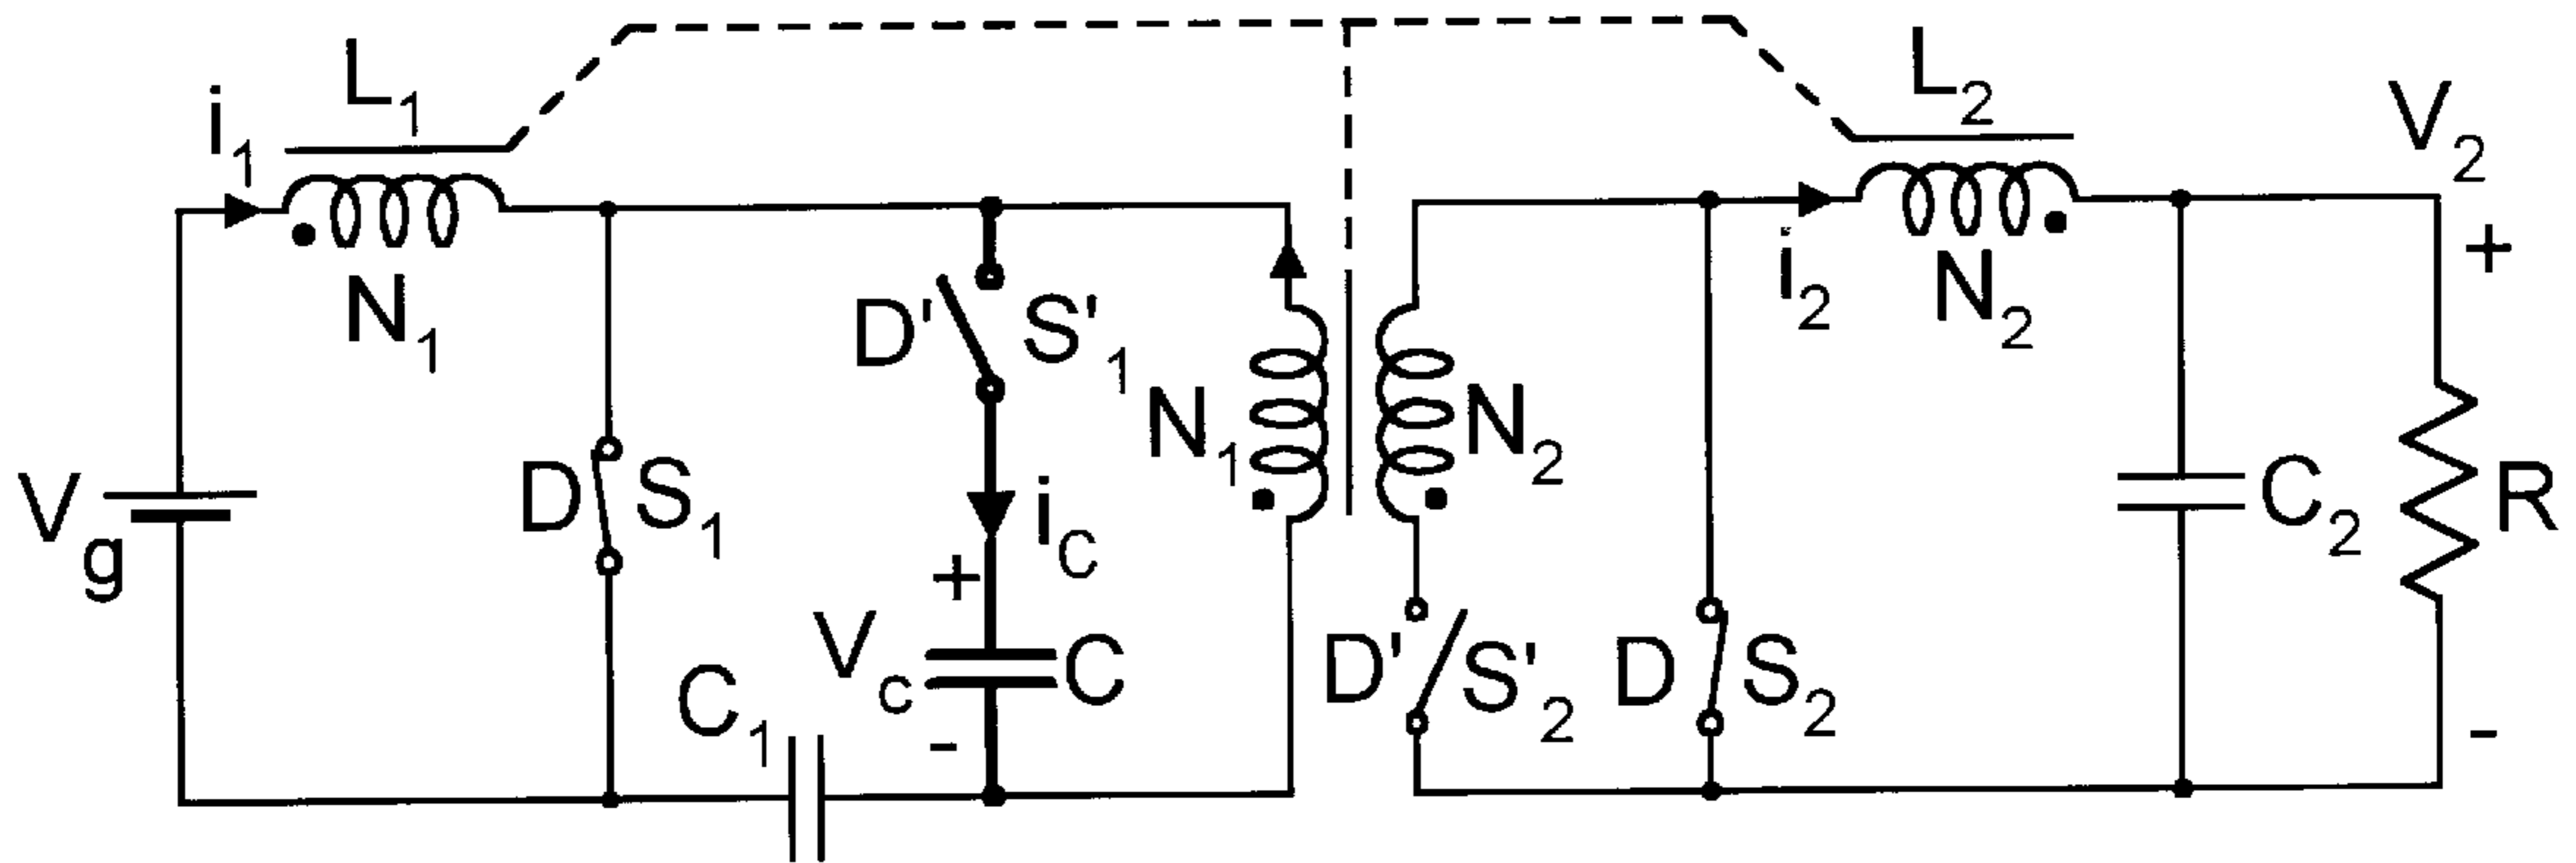 i1
L1
N1
Vg
D
S1
D'
S'1
iC
+
VC
-
C
C1
N1
N2
D'
S'2
D
S2
i2
L2
N2
C2
V2
+
R
-